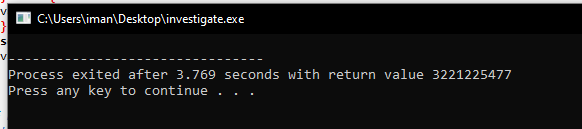 C:\Users\iman\Desktop\investigate.exe
--------------------------------
Process exited after 3.769 seconds with return value 3221225477
Press any key to continue . . .